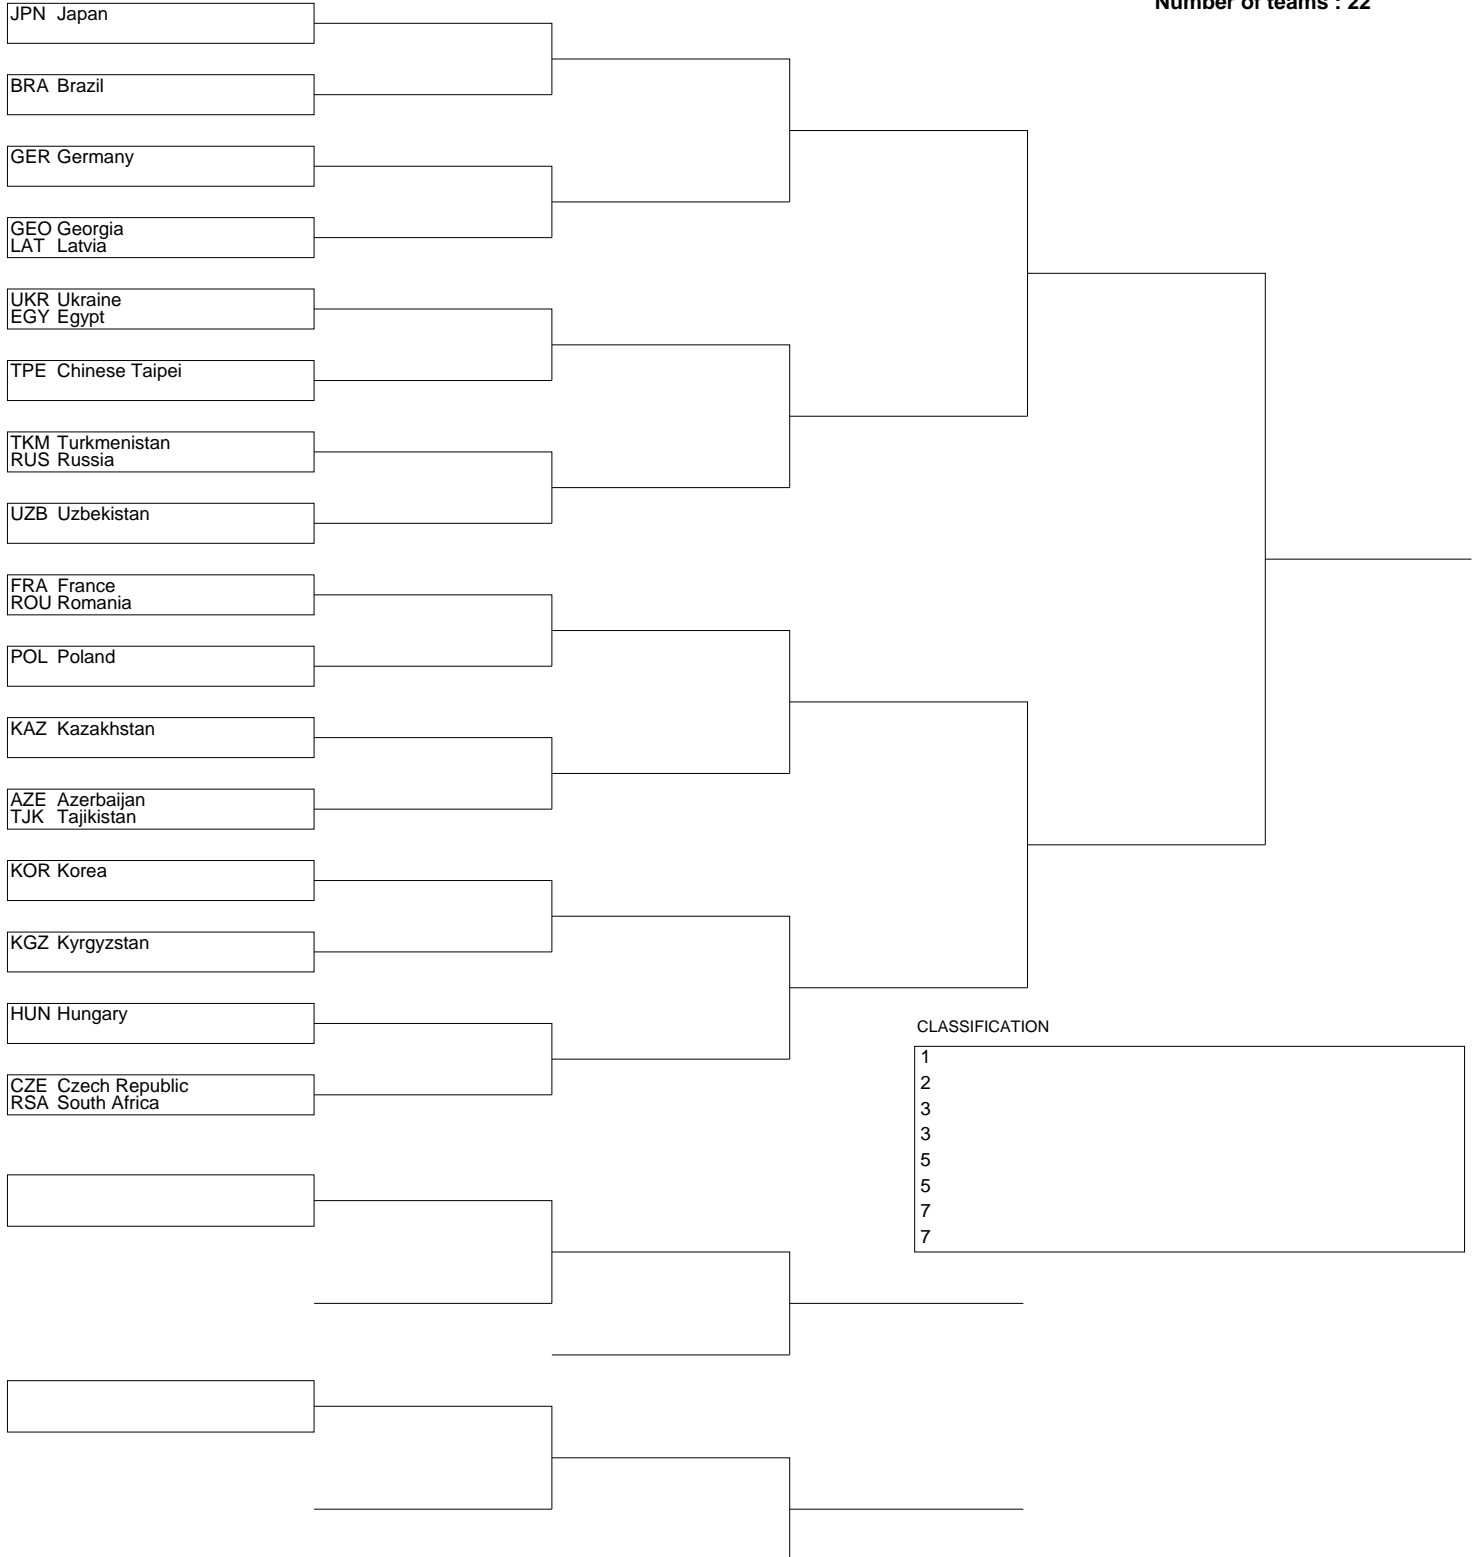 Number of teams : 22
JPN Japan
BRA Brazil
GER Germany
GEO Georgia
LAT Latvia
UKR Ukraine
EGY Egypt
TPE Chinese Taipei
TKM Turkmenistan
RUS Russia
UZB Uzbekistan
FRA France
ROU Romania
POL Poland
KAZ Kazakhstan
AZE Azerbaijan
TJK Tajikistan
KOR Korea
KGZ Kyrgyzstan
HUN Hungary
CZE Czech Republic
RSA South Africa
CLASSIFICATION
1
2
3
3
5
5
7
7